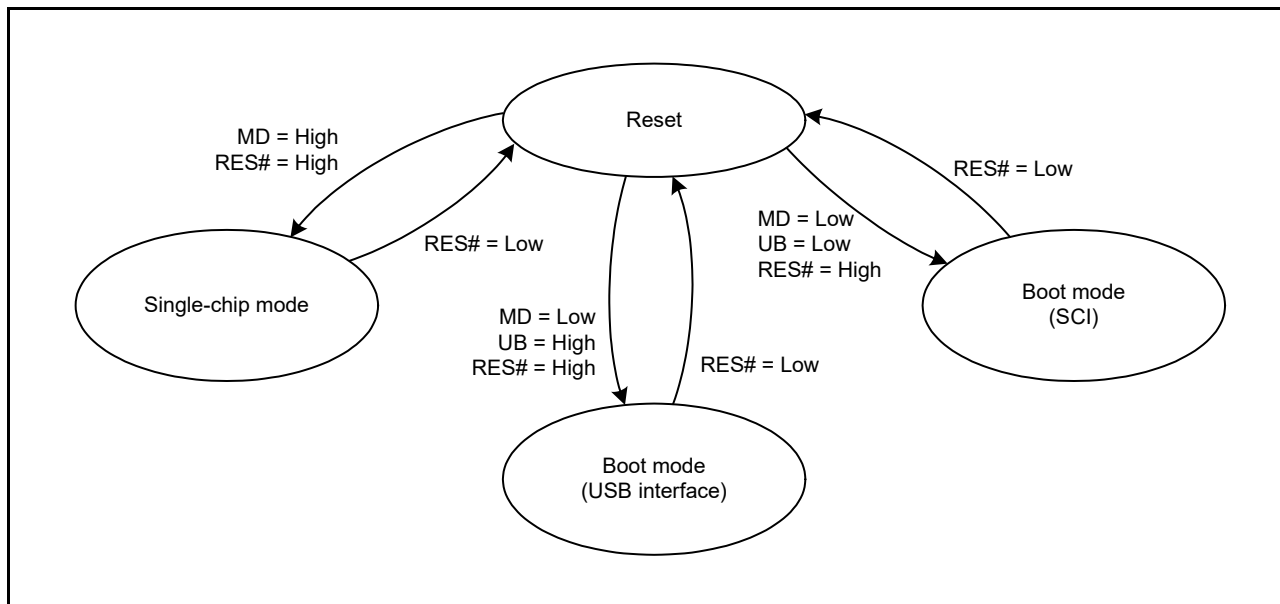 Reset
MD = High
RES# = High
RES# = Low
RES# = Low
MD = Low
UB = Low
RES# = High
Single-chip mode
Boot mode
(SCI)
MD = Low
UB = High
RES# = High
RES# = Low
Boot mode
(USB interface)